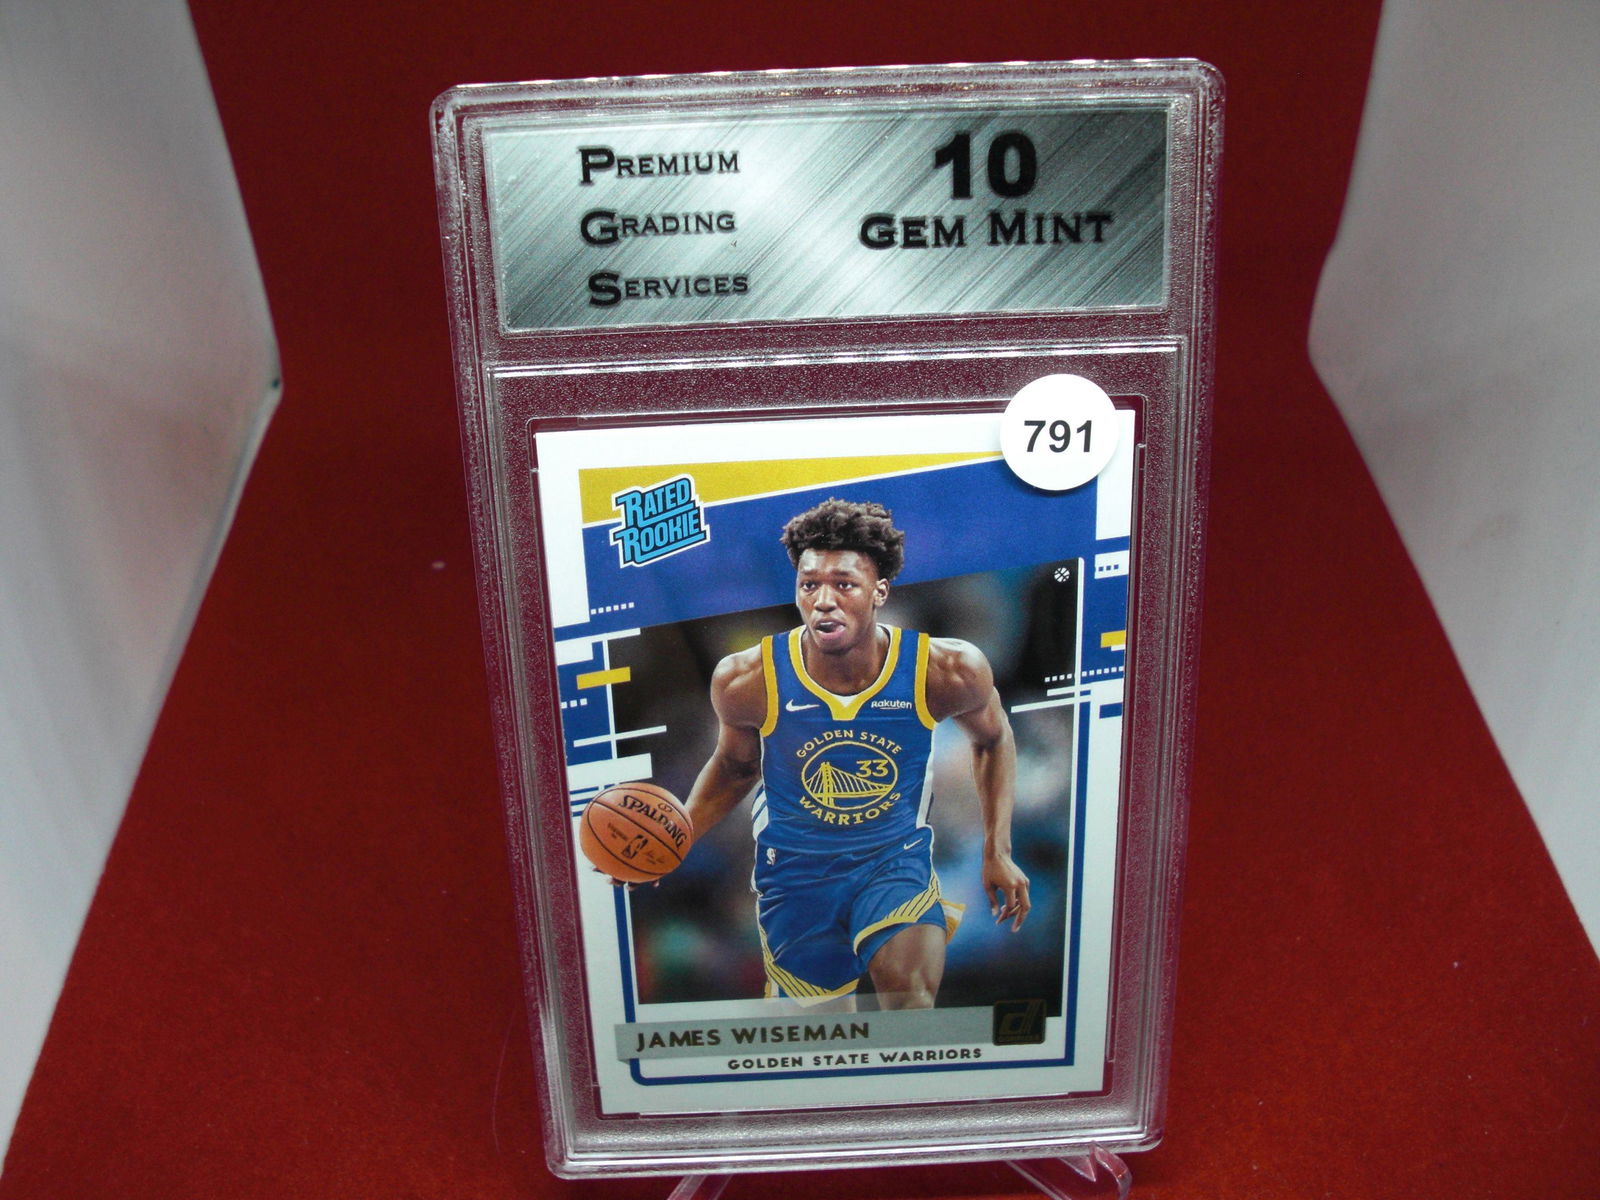 PREMIUM
GRADING
SERVICES
10
GEM MINT
791
RATED
ROOKIE
Rakuten
GOLDEN STATE
33
WARRIORS
SPALDING
JAMES WISEMAN
GOLDEN STATE WARRIORS